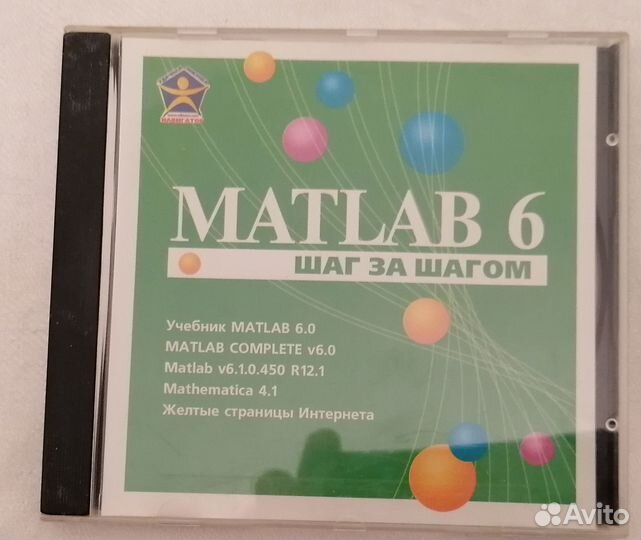 НАВИГАТОР
MATLAB 6
ШАГ ЗА ШАГОМ
Учебник MATLAB 6.0
MATLAB COMPLETE v6.0
Matlab v6.1.0.450 R12.1
Mathematica 4.1
Желтые страницы Интернета
Avito